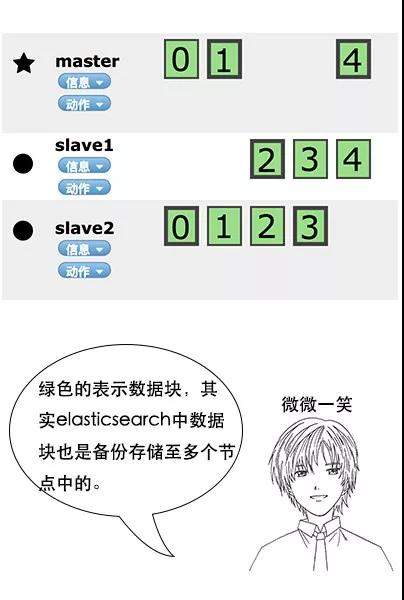 master
0 1 4
信息
动作
slave1
2 3 4
信息
动作
slave2
0 1 2 3
信息
动作
绿色的表示数据块，其
实elasticsearch中数据
块也是备份存储至多个节
点中的。
微微一笑